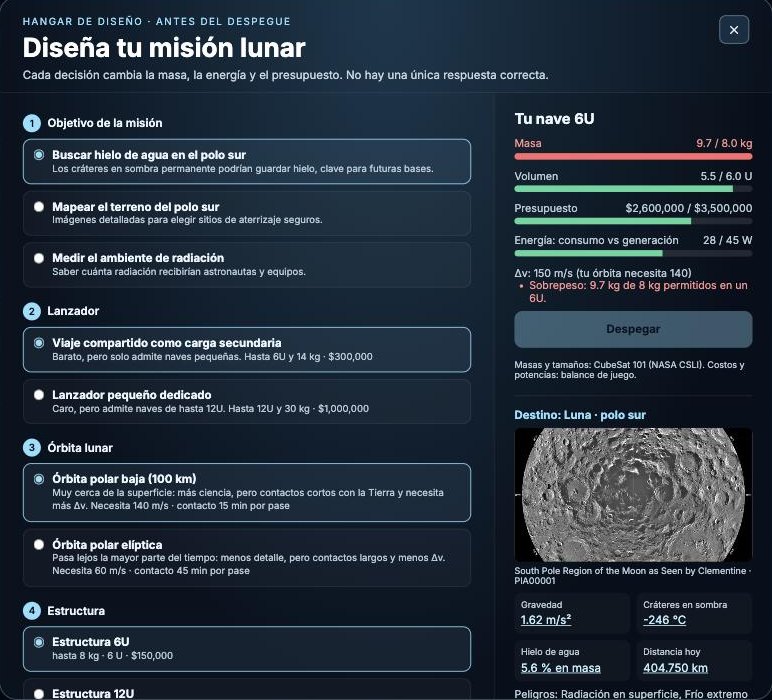 HANGAR DE DISEÑO · ANTES DEL DESPEGUE
Diseña tu misión lunar
Cada decisión cambia la masa, la energía y el presupuesto. No hay una única respuesta correcta.
×
1 Objetivo de la misión
Buscar hielo de agua en el polo sur
Los cráteres en sombra permanente podrían guardar hielo, clave para futuras bases.
Mapear el terreno del polo sur
Imágenes detalladas para elegir sitios de aterrizaje seguros.
Medir el ambiente de radiación
Saber cuánta radiación recibirían astronautas y equipos.
2 Lanzador
Viaje compartido como carga secundaria
Barato, pero solo admite naves pequeñas. Hasta 6U y 14 kg · $300,000
Lanzador pequeño dedicado
Caro, pero admite naves de hasta 12U. Hasta 12U y 30 kg · $1,000,000
3 Órbita lunar
Órbita polar baja (100 km)
Muy cerca de la superficie: más ciencia, pero contactos cortos con la Tierra y necesita
más Δv. Necesita 140 m/s · contacto 15 min por pase
Órbita polar elíptica
Pasa lejos la mayor parte del tiempo: menos detalle, pero contactos largos y menos Δv.
Necesita 60 m/s · contacto 45 min por pase
4 Estructura
Estructura 6U
hasta 8 kg · 6 U · $150,000
Estructura 12U
Tu nave 6U
Masa 9.7 / 8.0 kg
Volumen 5.5 / 6.0 U
Presupuesto $2,600,000 / $3,500,000
Energía: consumo vs generación 28 / 45 W
Δv: 150 m/s (tu órbita necesita 140)
• Sobrepeso: 9.7 kg de 8 kg permitidos en un
6U.
Despegar
Masas y tamaños: CubeSat 101 (NASA CSLI). Costos y
potencias: balance de juego.
Destino: Luna · polo sur
South Pole Region of the Moon as Seen by Clementine ·
PIA00001
Gravedad
1.62 m/s²
Cráteres en sombra
-246 °C
Hielo de agua
5.6 % en masa
Distancia hoy
404.750 km
Peligros: Radiación en superficie, Frío extremo